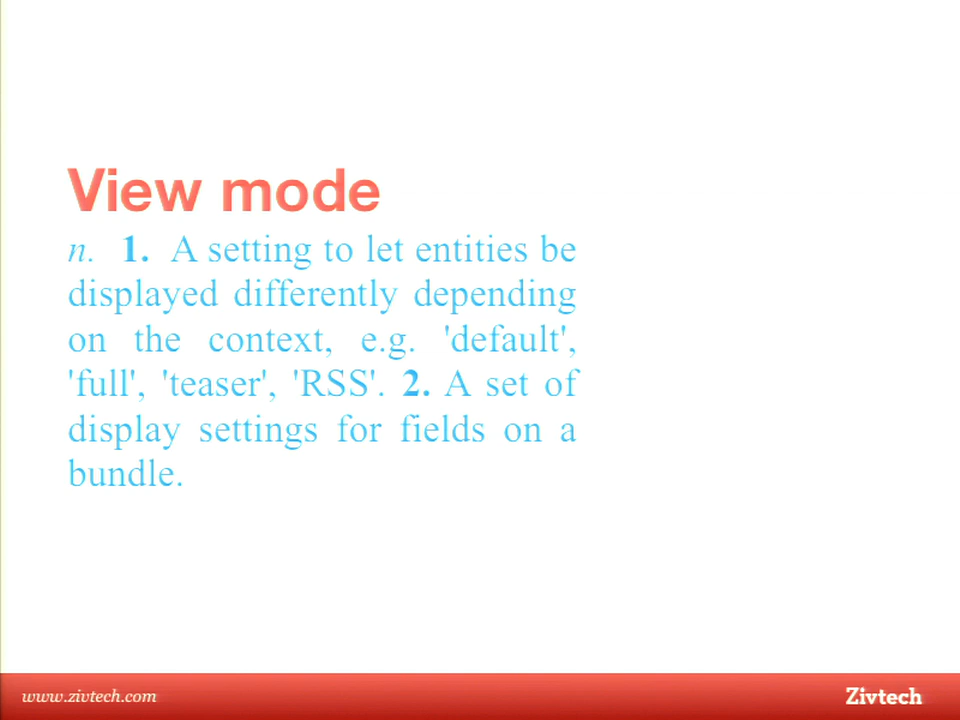 View mode
n. 1. A setting to let entities be
displayed differently depending
on the context, e.g. 'default',
'full', 'teaser', 'RSS'. 2. A set of
display settings for fields on a
bundle.
www.zivtech.com
Zivtech